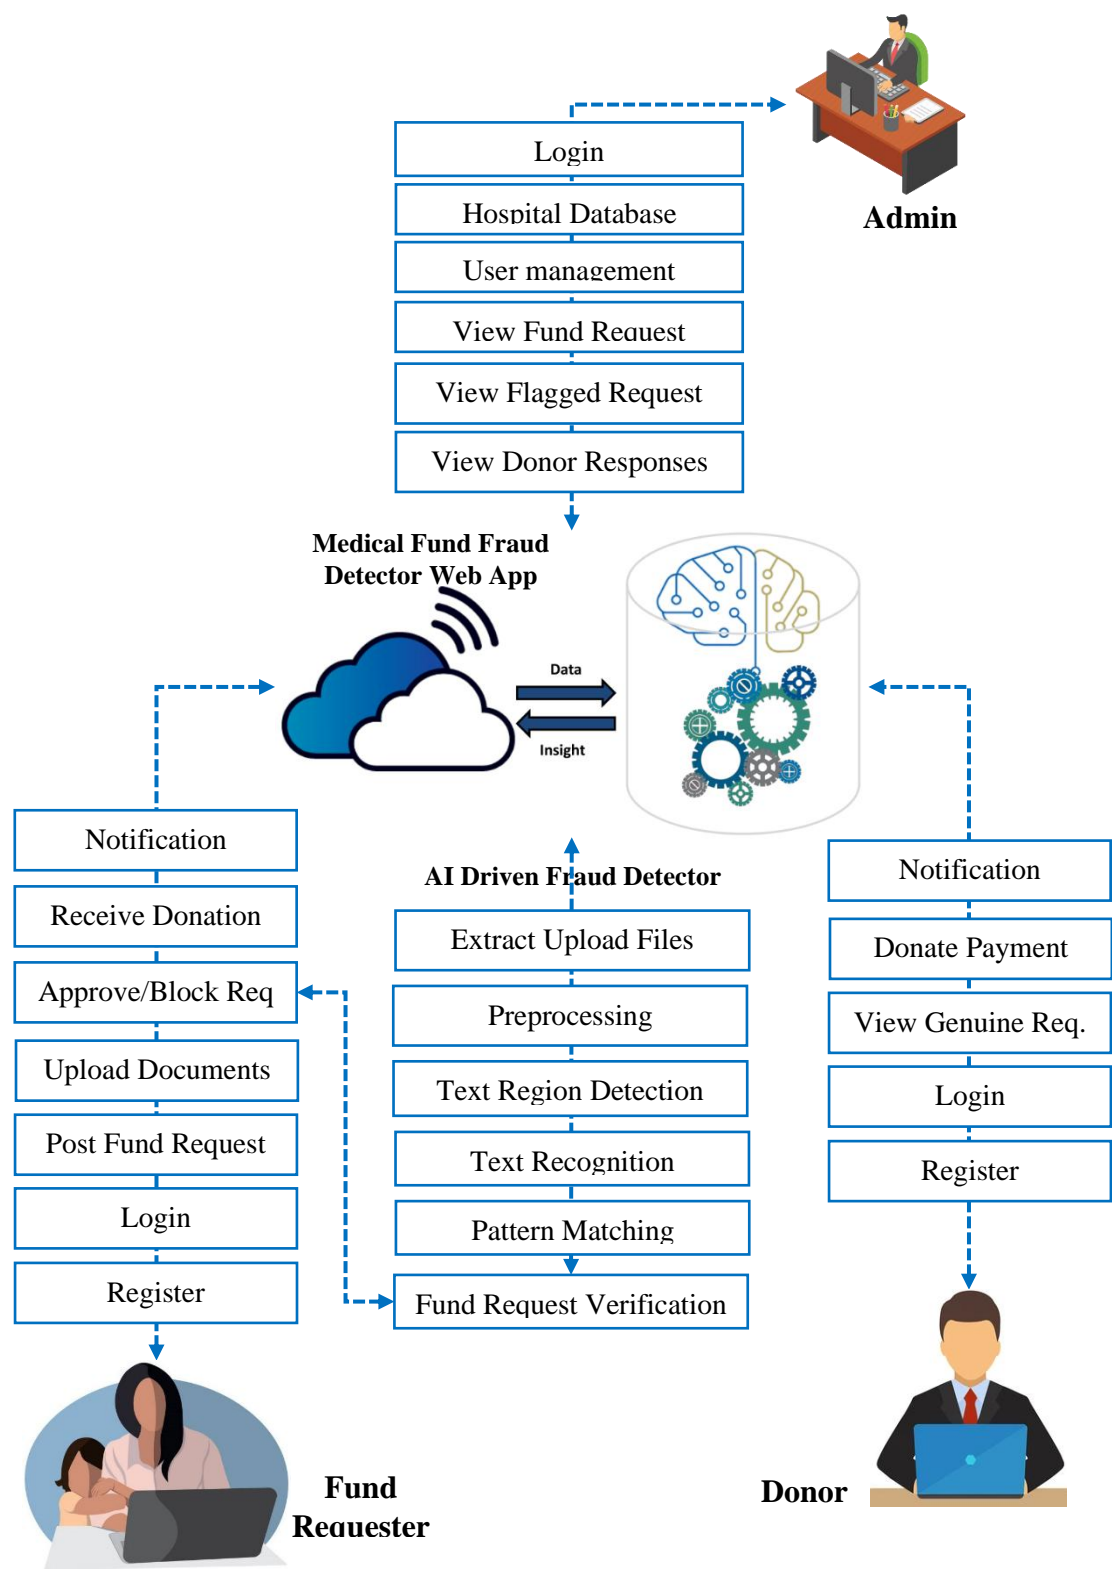 Login
Hospital Database
User management
View Fund Request
View Flagged Request
View Donor Responses
Admin
Medical Fund Fraud
Detector Web App
Data
Insight
Notification
Receive Donation
Approve/Block Req
Upload Documents
Post Fund Request
Login
Register
Fund
Requester
AI Driven Fraud Detector
Extract Upload Files
Preprocessing
Text Region Detection
Text Recognition
Pattern Matching
Fund Request Verification
Notification
Donate Payment
View Genuine Req.
Login
Register
Donor